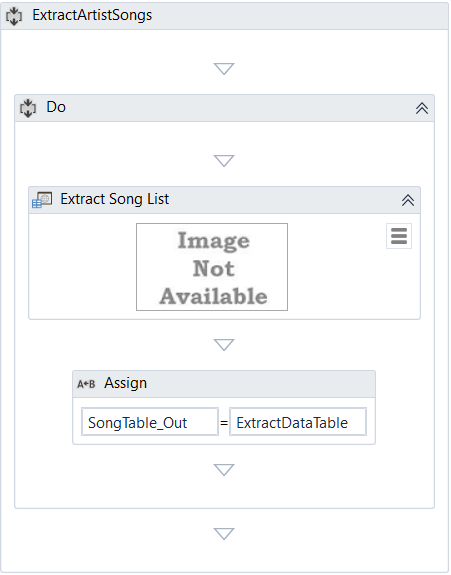 ExtractArtistSongs
Do
Extract Song List
Image
Not
Available
A←B Assign
SongTable_Out = ExtractDataTable